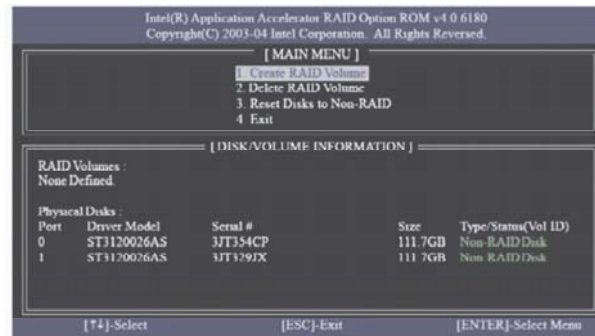 Intel(R) Application Accelerator RAID Option ROM v4.0.6180
Copyright(C) 2003-04 Intel Corporation. All Rights Reversed.
[ MAIN MENU ]
1. Create RAID Volume
2. Delete RAID Volume
3. Reset Disks to Non-RAID
4 Exit
[ DISK/VOLUME INFORMATION ]
RAID Volumes :
None Defined.
Physical Disks :
Port Driver Model Serial # Size Type/Status(Vol ID)
0 ST3120026AS 3JT354CP 111.7GB Non-RAID Disk
1 ST3120026AS 3JT329JX 111 7GB Non-RAID Disk
[↑↓]-Select [ESC]-Exit [ENTER]-Select Menu